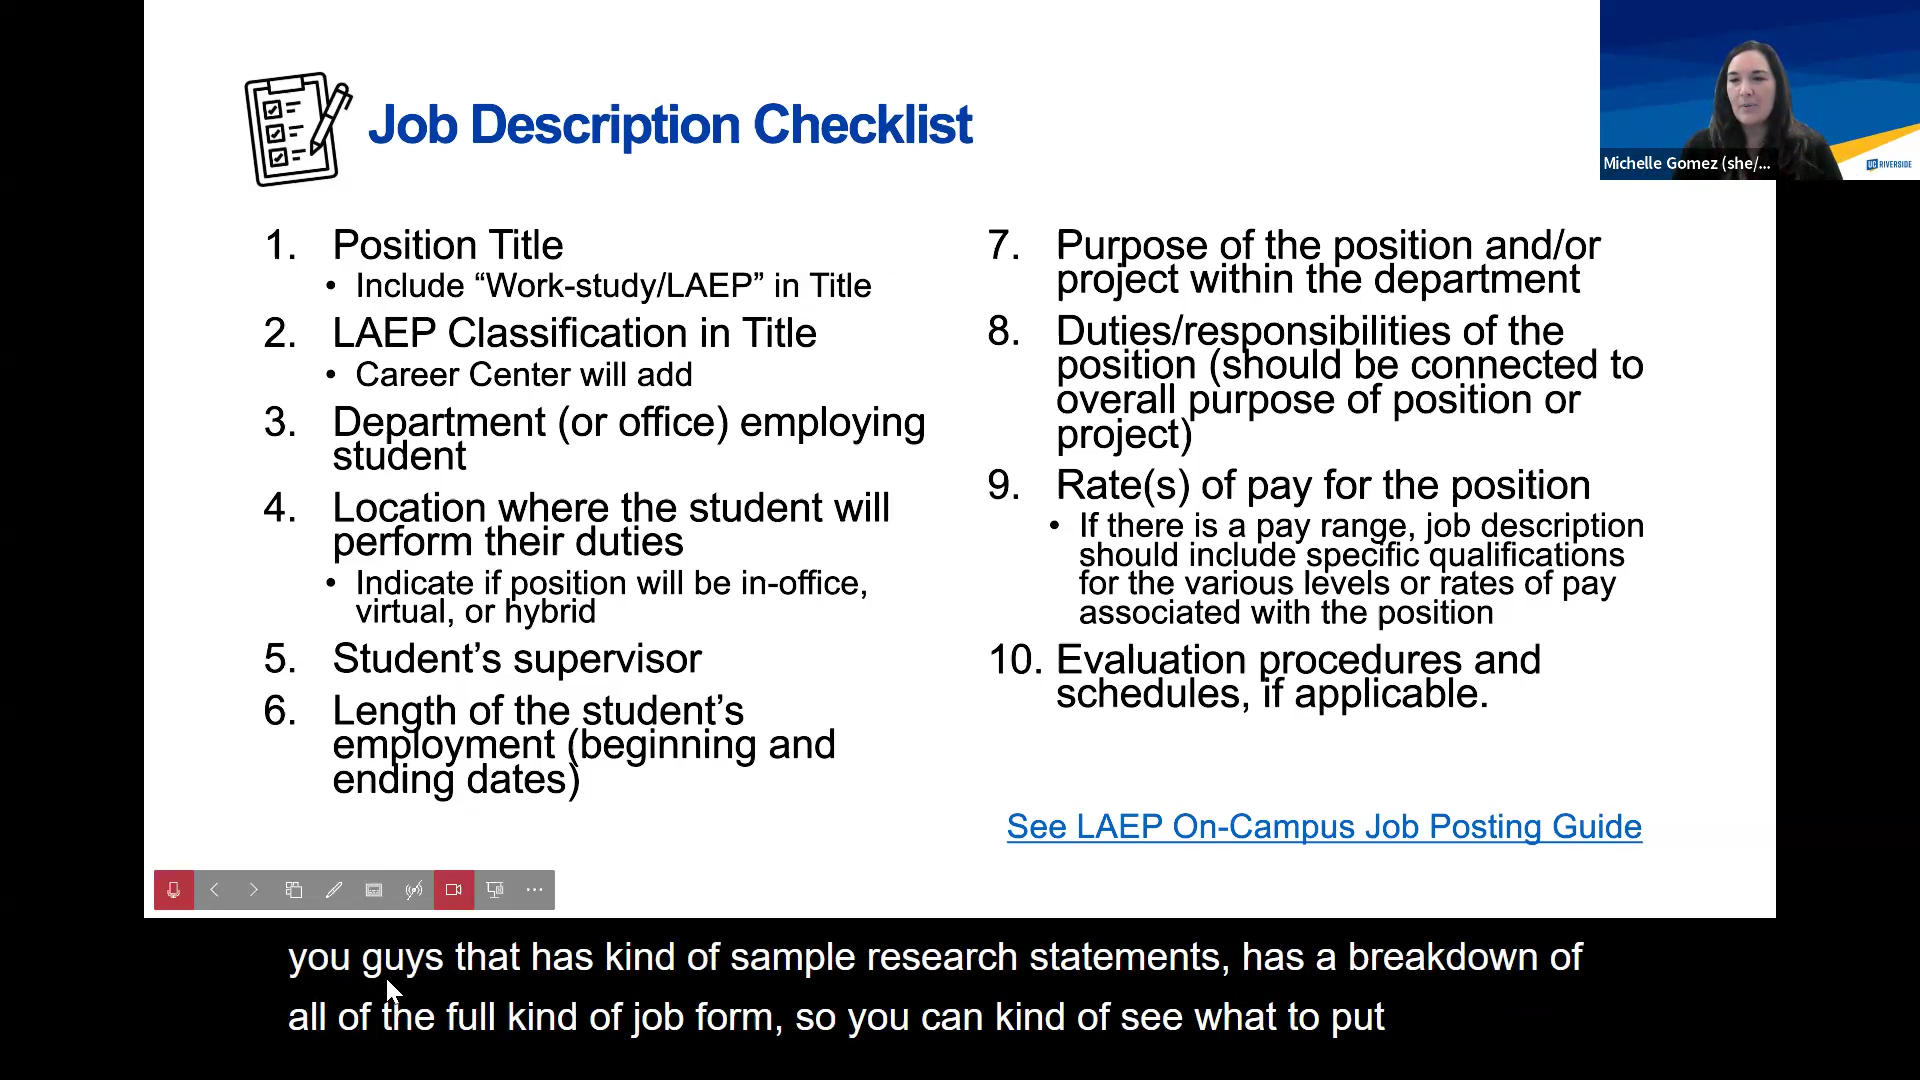 Job Description Checklist
1. Position Title
• Include “Work-study/LAEP” in Title
2. LAEP Classification in Title
• Career Center will add
3. Department (or office) employing
student
4. Location where the student will
perform their duties
• Indicate if position will be in-office,
virtual, or hybrid
5. Student’s supervisor
6. Length of the student’s
employment (beginning and
ending dates)
7. Purpose of the position and/or
project within the department
8. Duties/responsibilities of the
position (should be connected to
overall purpose of position or
project)
9. Rate(s) of pay for the position
• If there is a pay range, job description
should include specific qualifications
for the various levels or rates of pay
associated with the position
10. Evaluation procedures and
schedules, if applicable.
See LAEP On-Campus Job Posting Guide
Michelle Gomez (she/...
UC RIVERSIDE
you guys that has kind of sample research statements, has a breakdown of
all of the full kind of job form, so you can kind of see what to put